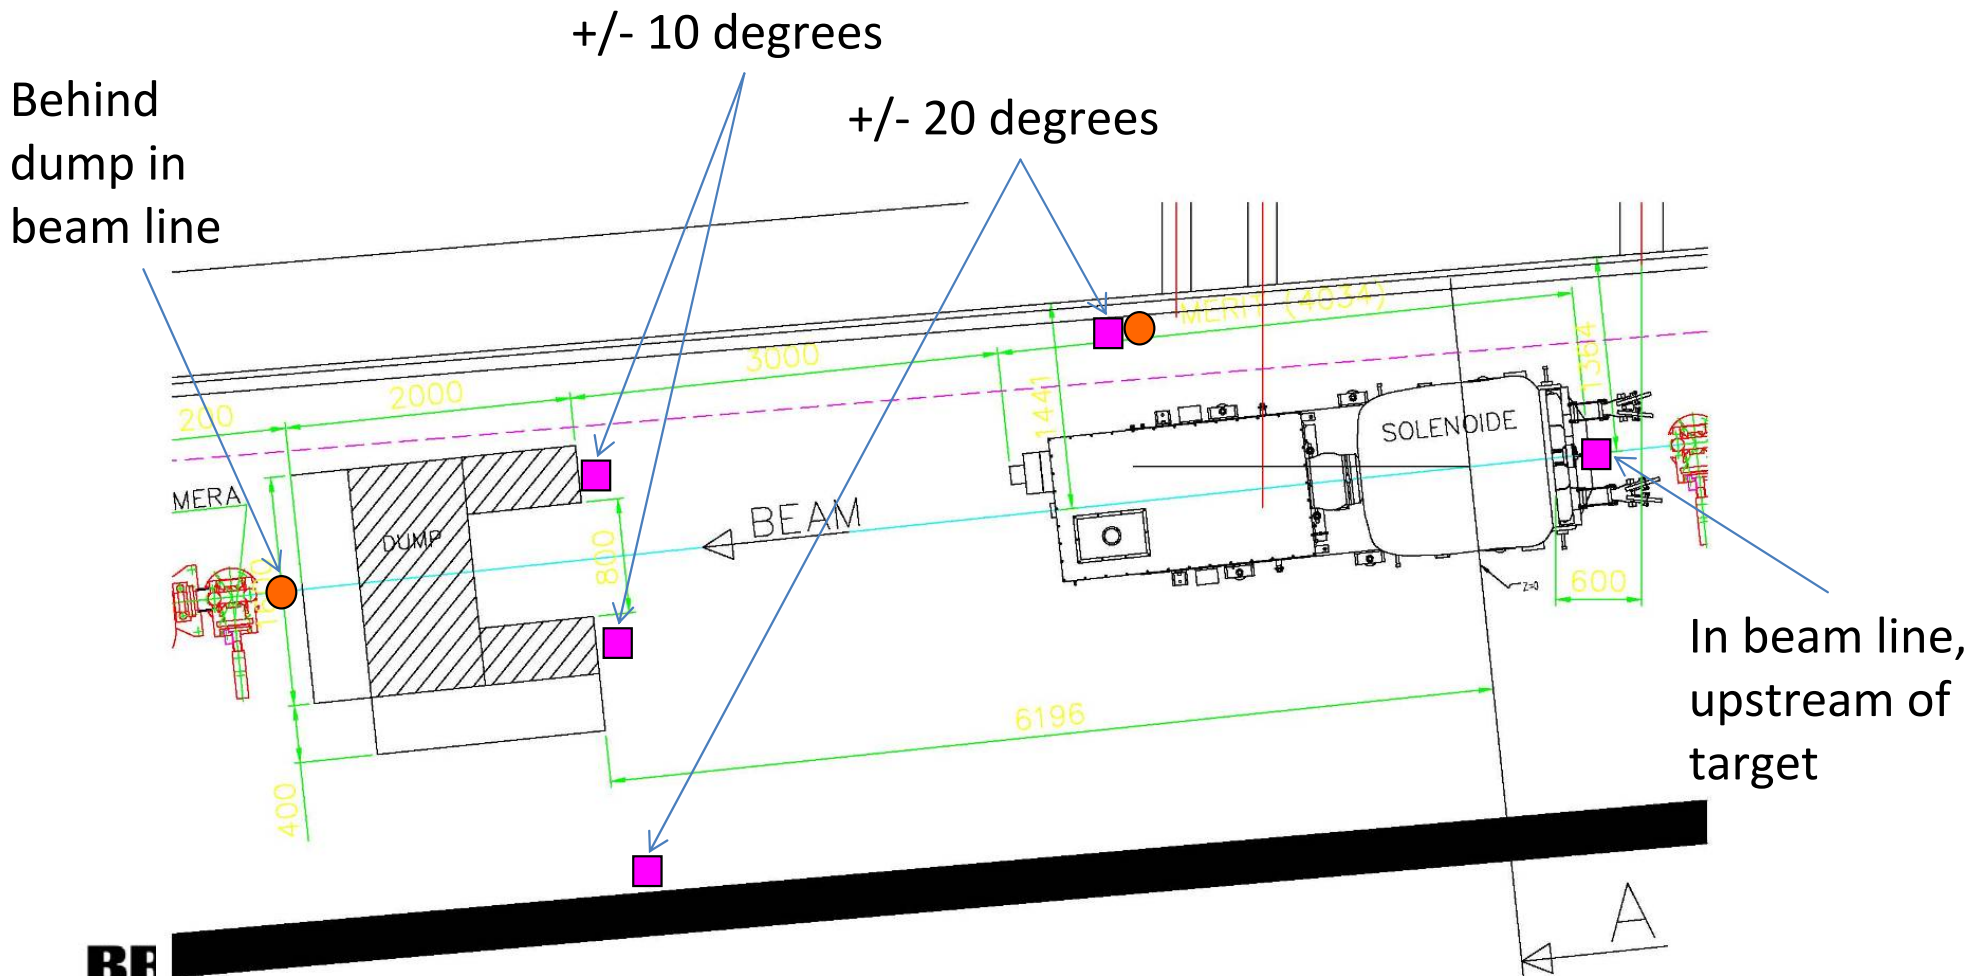 +/- 10 degrees
+/- 20 degrees
Behind
dump in
beam line
MERIT (4034)
3000
2000
200
1441
1364
SOLENOIDE
MERA
DUMP
BEAM
800
600
Z=0
In beam line,
upstream of
target
6196
400
A